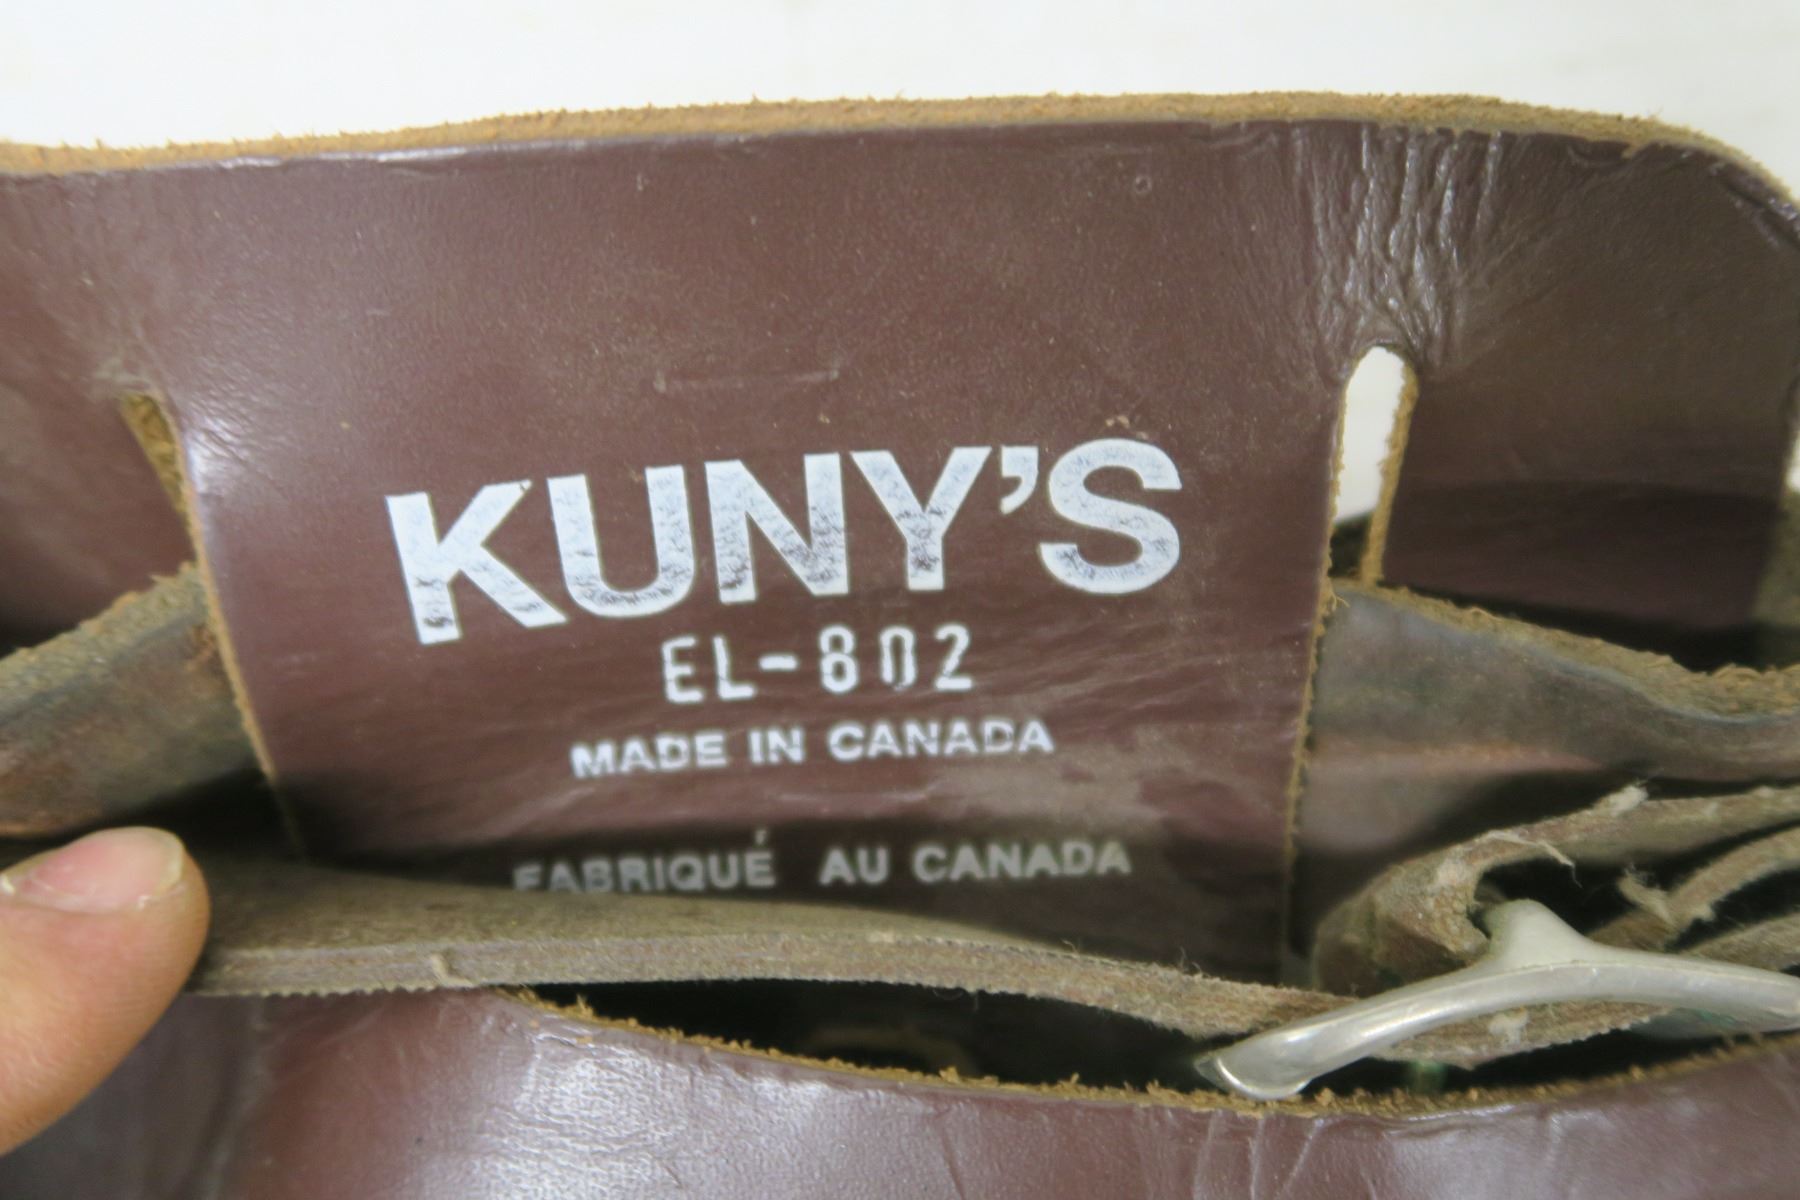 KUNY'S
EL-802
MADE IN CANADA
FABRIQUÉ AU CANADA